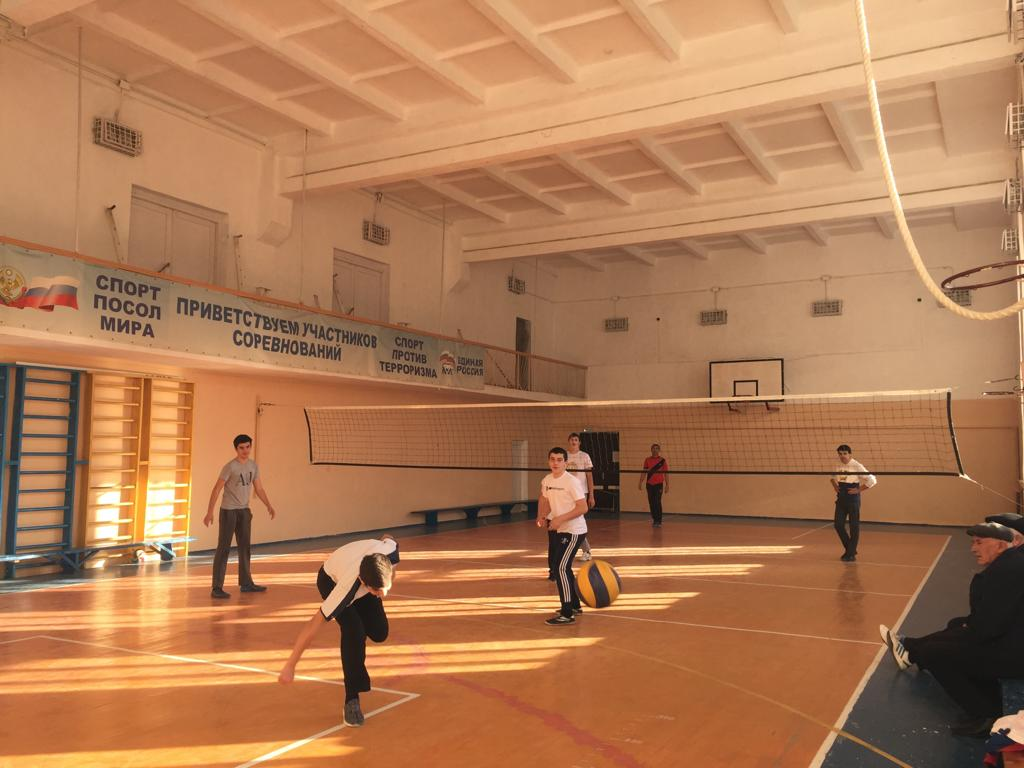 СПОРТ
ПОСОЛ
МИРА
ПРИВЕТСТВУЕМ УЧАСТНИКОВ
СОРЕВНОВАНИЙ
СПОРТ
ПРОТИВ
ТЕРРОРИЗМА
ЕДИНАЯ
РОССИЯ